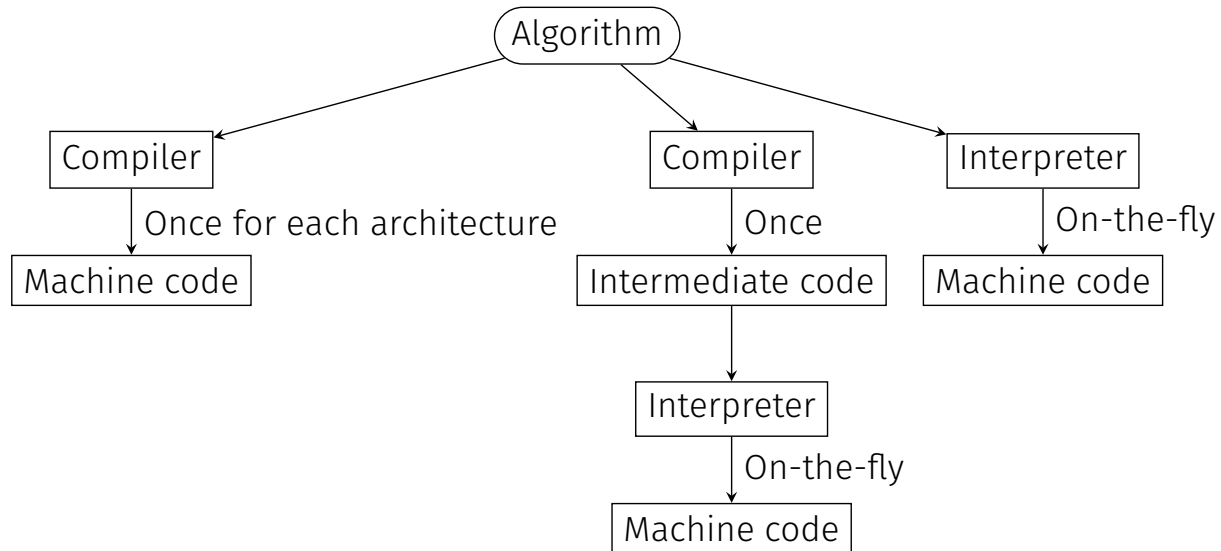 Algorithm
Compiler
Compiler
Interpreter
Once for each architecture
Once
On-the-fly
Machine code
Intermediate code
Machine code
Interpreter
On-the-fly
Machine code